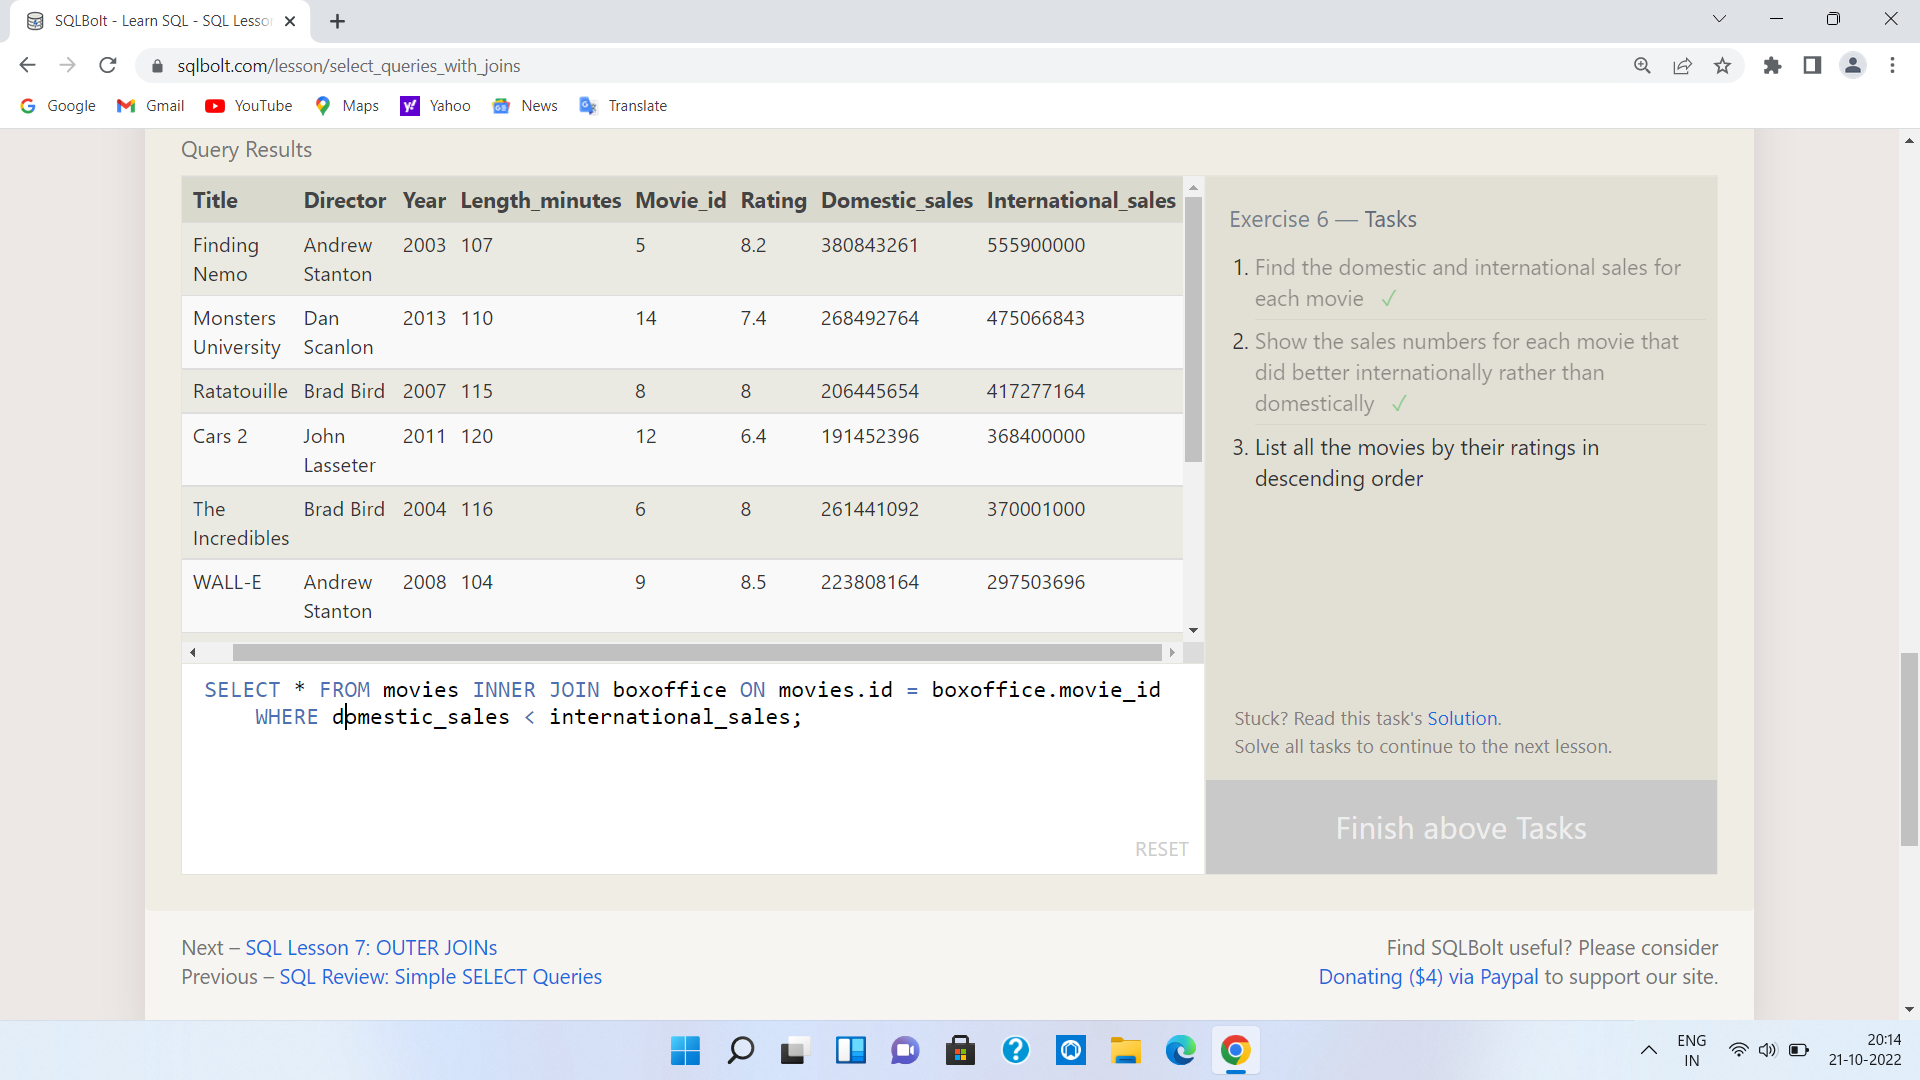 SQLBolt - Learn SQL - SQL Lesso
sqlbolt.com/lesson/select_queries_with_joins
Google Gmail YouTube Maps Yahoo News Translate
Query Results
Title Director Year Length_minutes Movie_id Rating Domestic_sales International_sales
Finding Nemo Andrew Stanton 2003 107 5 8.2 380843261 555900000
Monsters University Dan Scanlon 2013 110 14 7.4 268492764 475066843
Ratatouille Brad Bird 2007 115 8 8 206445654 417277164
Cars 2 John Lasseter 2011 120 12 6.4 191452396 368400000
The Incredibles Brad Bird 2004 116 6 8 261441092 370001000
WALL-E Andrew Stanton 2008 104 9 8.5 223808164 297503696
SELECT * FROM movies INNER JOIN boxoffice ON movies.id = boxoffice.movie_id
WHERE domestic_sales < international_sales;
RESET
Exercise 6 — Tasks
1. Find the domestic and international sales for
each movie ✓
2. Show the sales numbers for each movie that
did better internationally rather than
domestically ✓
3. List all the movies by their ratings in
descending order
Stuck? Read this task's Solution.
Solve all tasks to continue to the next lesson.
Finish above Tasks
Next – SQL Lesson 7: OUTER JOINs
Previous – SQL Review: Simple SELECT Queries
Find SQLBolt useful? Please consider
Donating ($4) via Paypal to support our site.
ENG
IN
20:14
21-10-2022